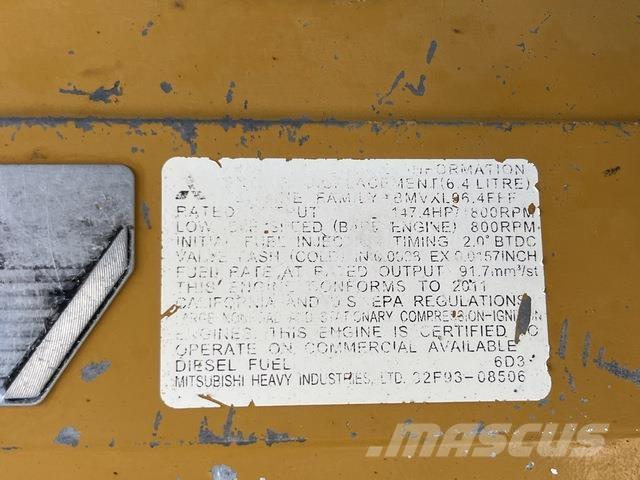 INFORMATION
DISPLACEMENT(6.4 LITRE)
FAMILY BMVXL06.4FFF
RATED OUTPUT 147.4HP/1800RPM
LOW SPEED (BARE ENGINE) 800RPM
INITIAL FUEL INJECTION TIMING 2.0° BTDC
VALVE LASH (COLD) IN 0.0098 EX 0.0157INCH
FUEL RATE AT RATED OUTPUT 91.7mm³/st
THIS ENGINE CONFORMS TO 2011
CALIFORNIA AND U.S. EPA REGULATIONS
LARGE NONROAD AND STATIONARY COMPRESSION-IGNITION
ENGINES. THIS ENGINE IS CERTIFIED TO
OPERATE ON COMMERCIAL AVAILABLE
DIESEL FUEL 6D3
MITSUBISHI HEAVY INDUSTRIES, LTD. 32F93-08506
MASCUS